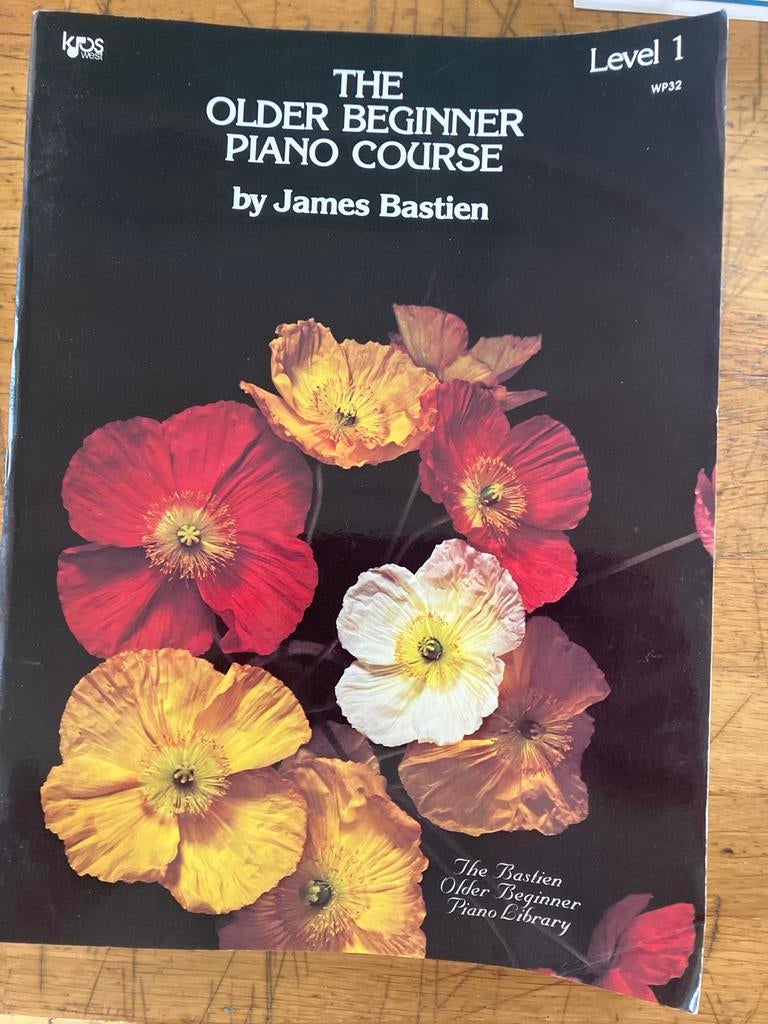 kjos
west
Level 1
WP32
THE
OLDER BEGINNER
PIANO COURSE
by James Bastien
The Bastien
Older Beginner
Piano Library